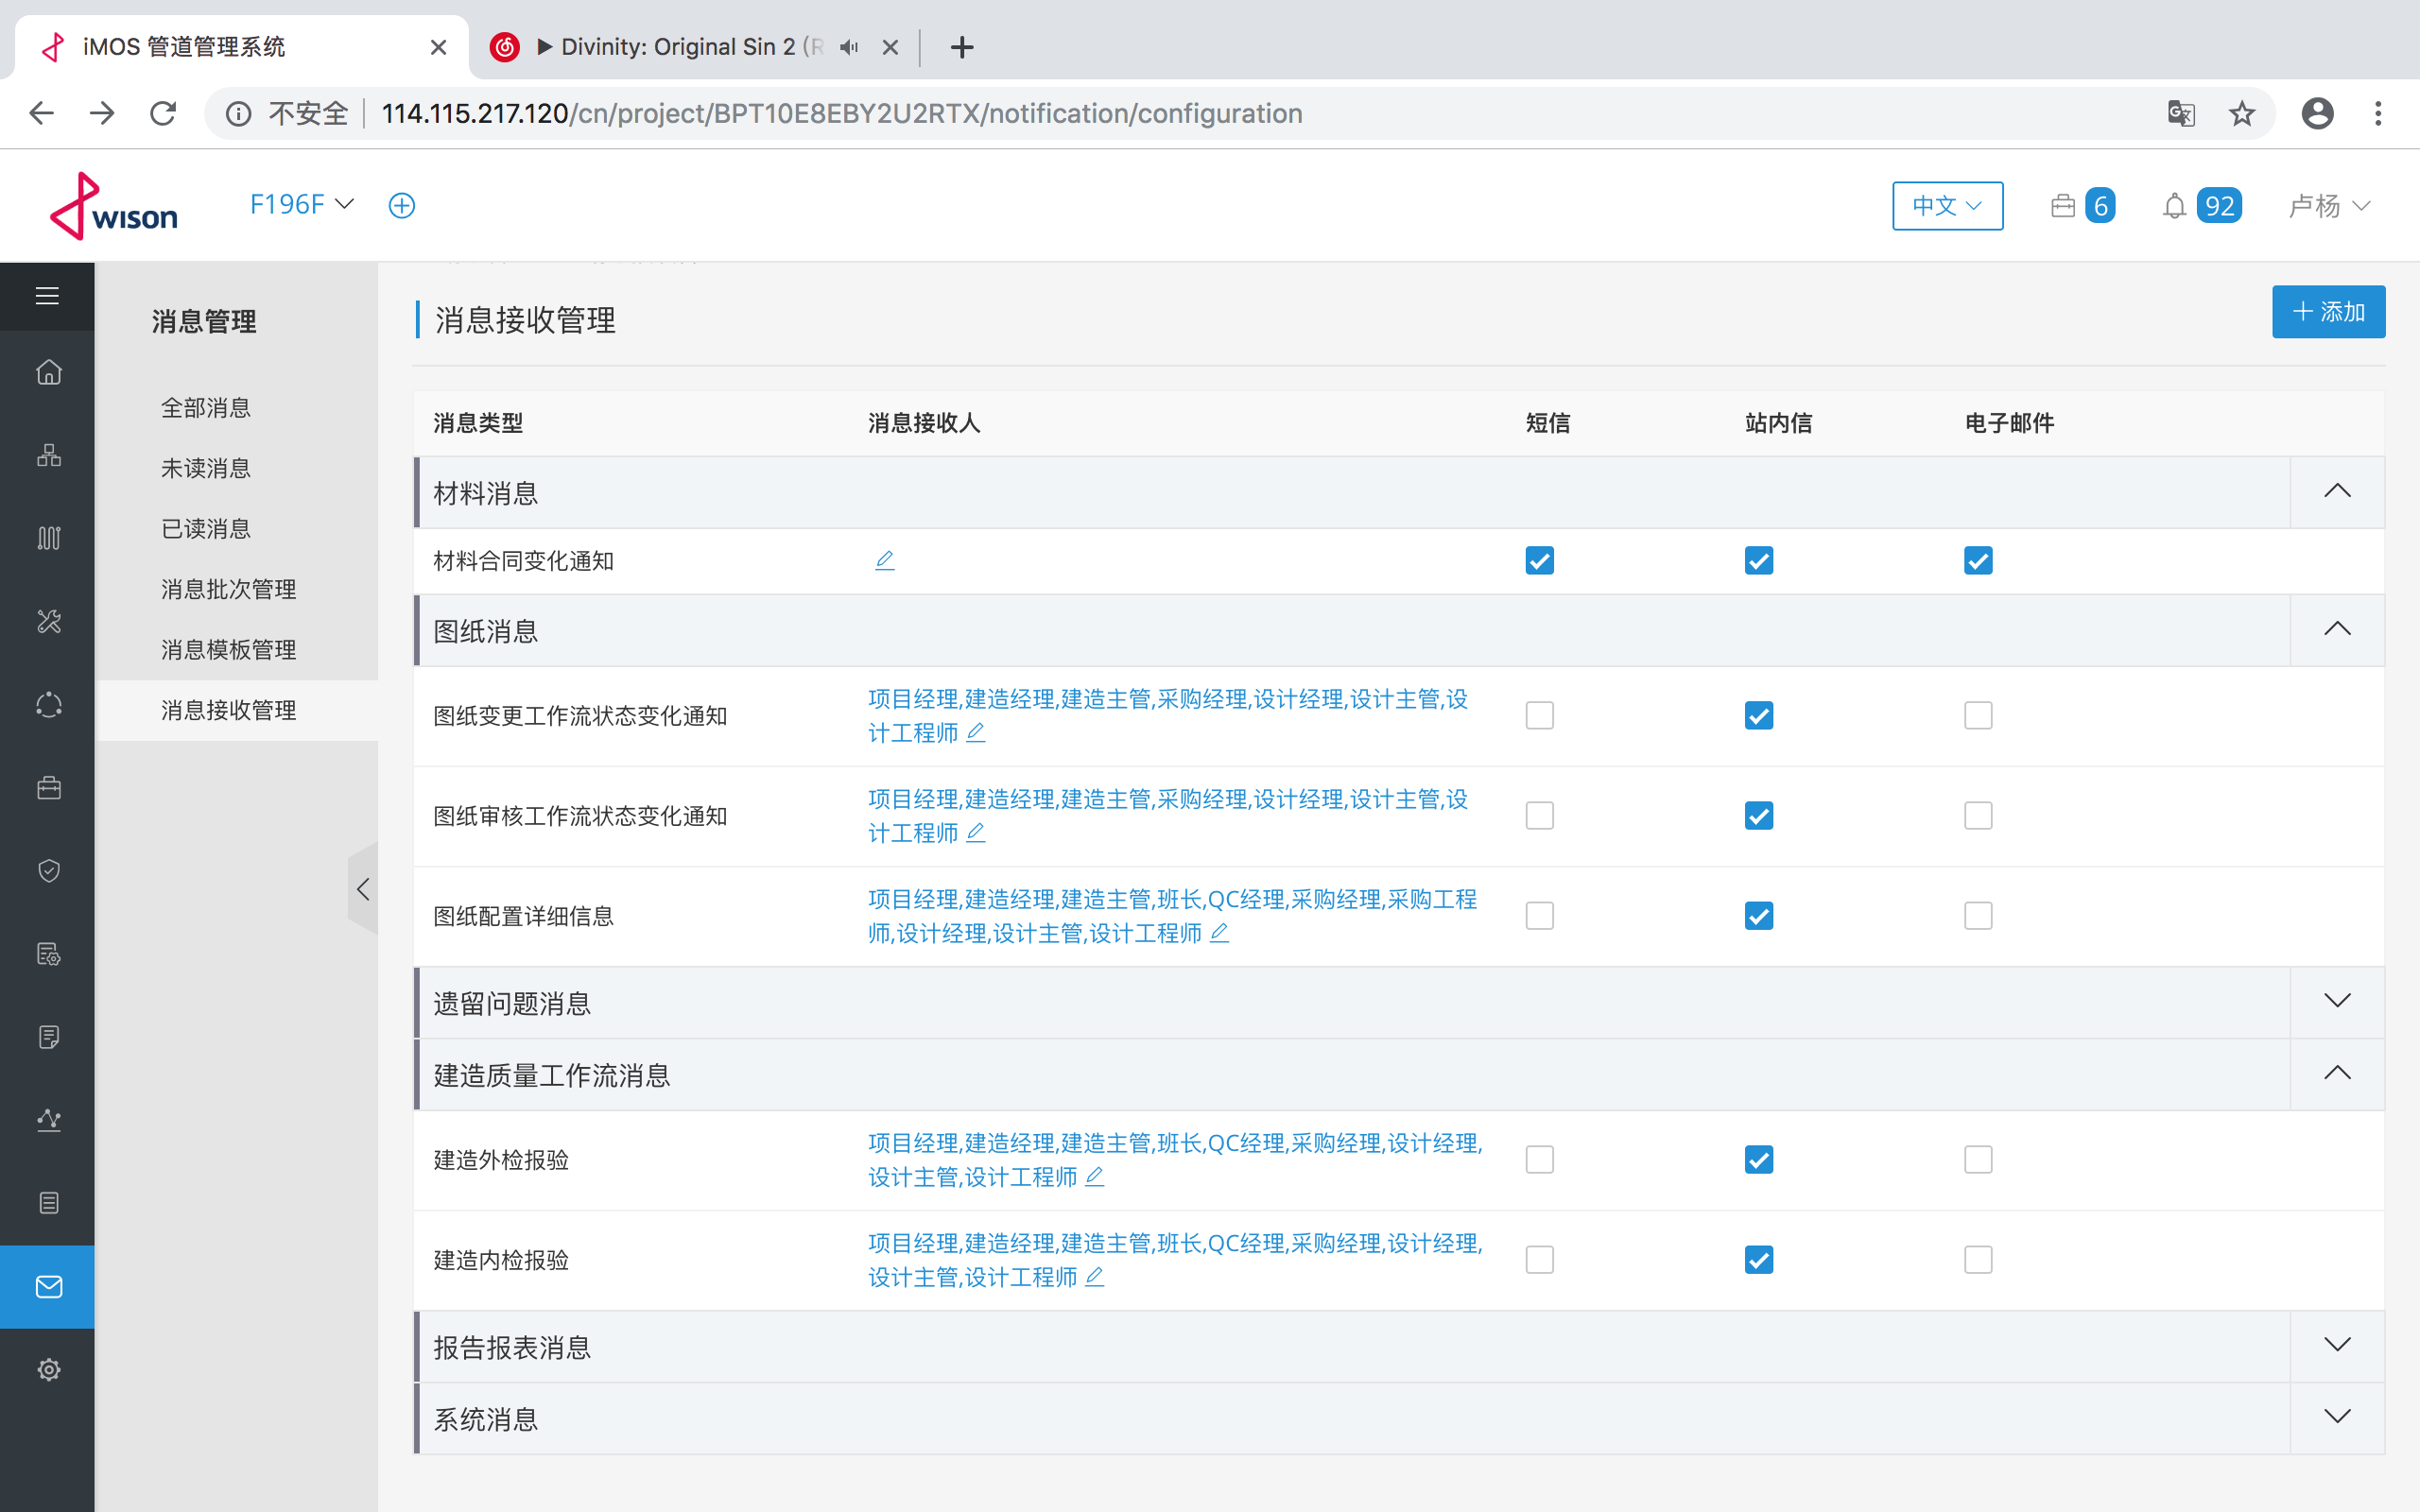 iMOS 管道管理系统
▶ Divinity: Original Sin 2 (R
不安全
114.115.217.120/cn/project/BPT10E8EBY2U2RTX/notification/configuration
wison
F196F
中文
6
92
卢杨
消息管理
全部消息
未读消息
已读消息
消息批次管理
消息模板管理
消息接收管理
消息接收管理
添加
消息类型 消息接收人 短信 站内信 电子邮件
材料消息
材料合同变化通知
图纸消息
图纸变更工作流状态变化通知
项目经理,建造经理,建造主管,采购经理,设计经理,设计主管,设
计工程师
图纸审核工作流状态变化通知
项目经理,建造经理,建造主管,采购经理,设计经理,设计主管,设
计工程师
图纸配置详细信息
项目经理,建造经理,建造主管,班长,QC经理,采购经理,采购工程
师,设计经理,设计主管,设计工程师
遗留问题消息
建造质量工作流消息
建造外检报验
项目经理,建造经理,建造主管,班长,QC经理,采购经理,设计经理,
设计主管,设计工程师
建造内检报验
项目经理,建造经理,建造主管,班长,QC经理,采购经理,设计经理,
设计主管,设计工程师
报告报表消息
系统消息